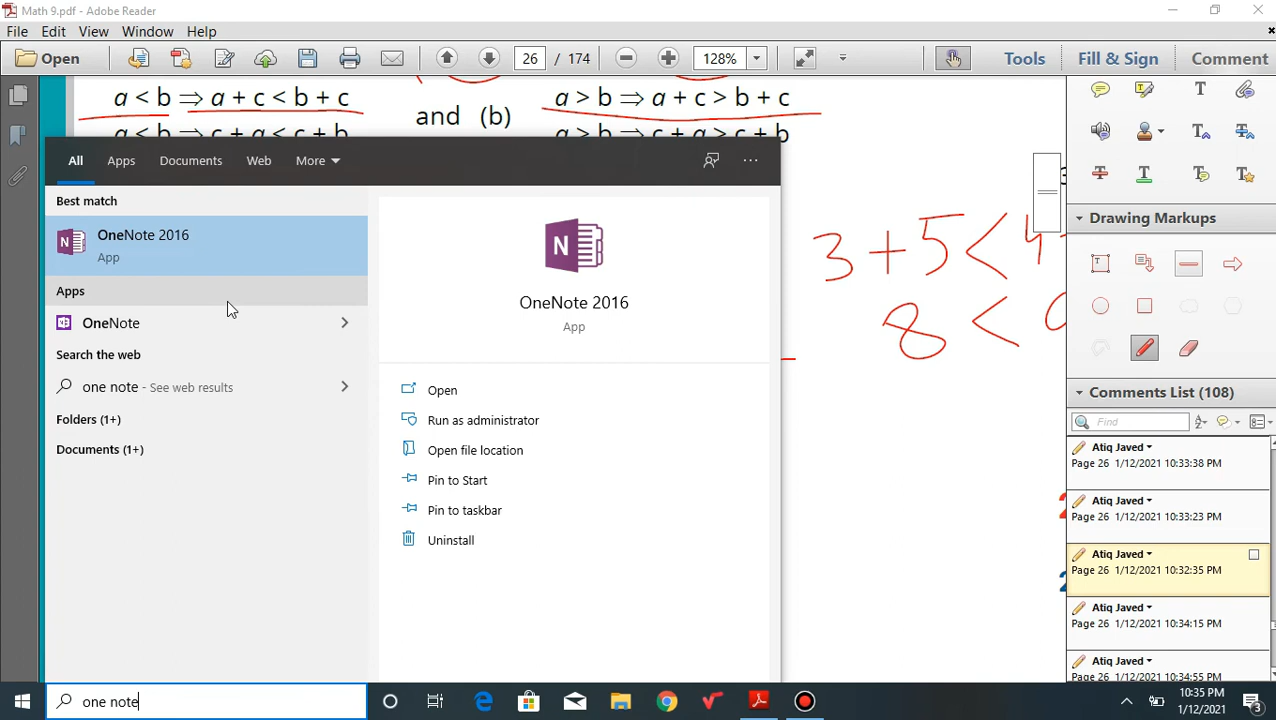 Math 9.pdf - Adobe Reader
File Edit View Window Help
Open 26 / 174 128% Tools Fill & Sign Comment
a < b ⇒ a + c < b + c and (b) a > b ⇒ a + c > b + c
a < b ⇒ c + a < c + b a > b ⇒ c + a > c + b
All Apps Documents Web More
Best match
OneNote 2016
App
Apps
OneNote
Search the web
one note - See web results
Folders (1+)
Documents (1+)
N
OneNote 2016
App
Open
Run as administrator
Open file location
Pin to Start
Pin to taskbar
Uninstall
3 + 5 < 4
8 <
Drawing Markups
Comments List (108)
Find
Atiq Javed
Page 26 1/12/2021 10:33:38 PM
Atiq Javed
Page 26 1/12/2021 10:33:23 PM
Atiq Javed
Page 26 1/12/2021 10:32:35 PM
Atiq Javed
Page 26 1/12/2021 10:34:15 PM
Atiq Javed
Page 26 1/12/2021 10:34:55 PM
one note
10:35 PM
1/12/2021
3